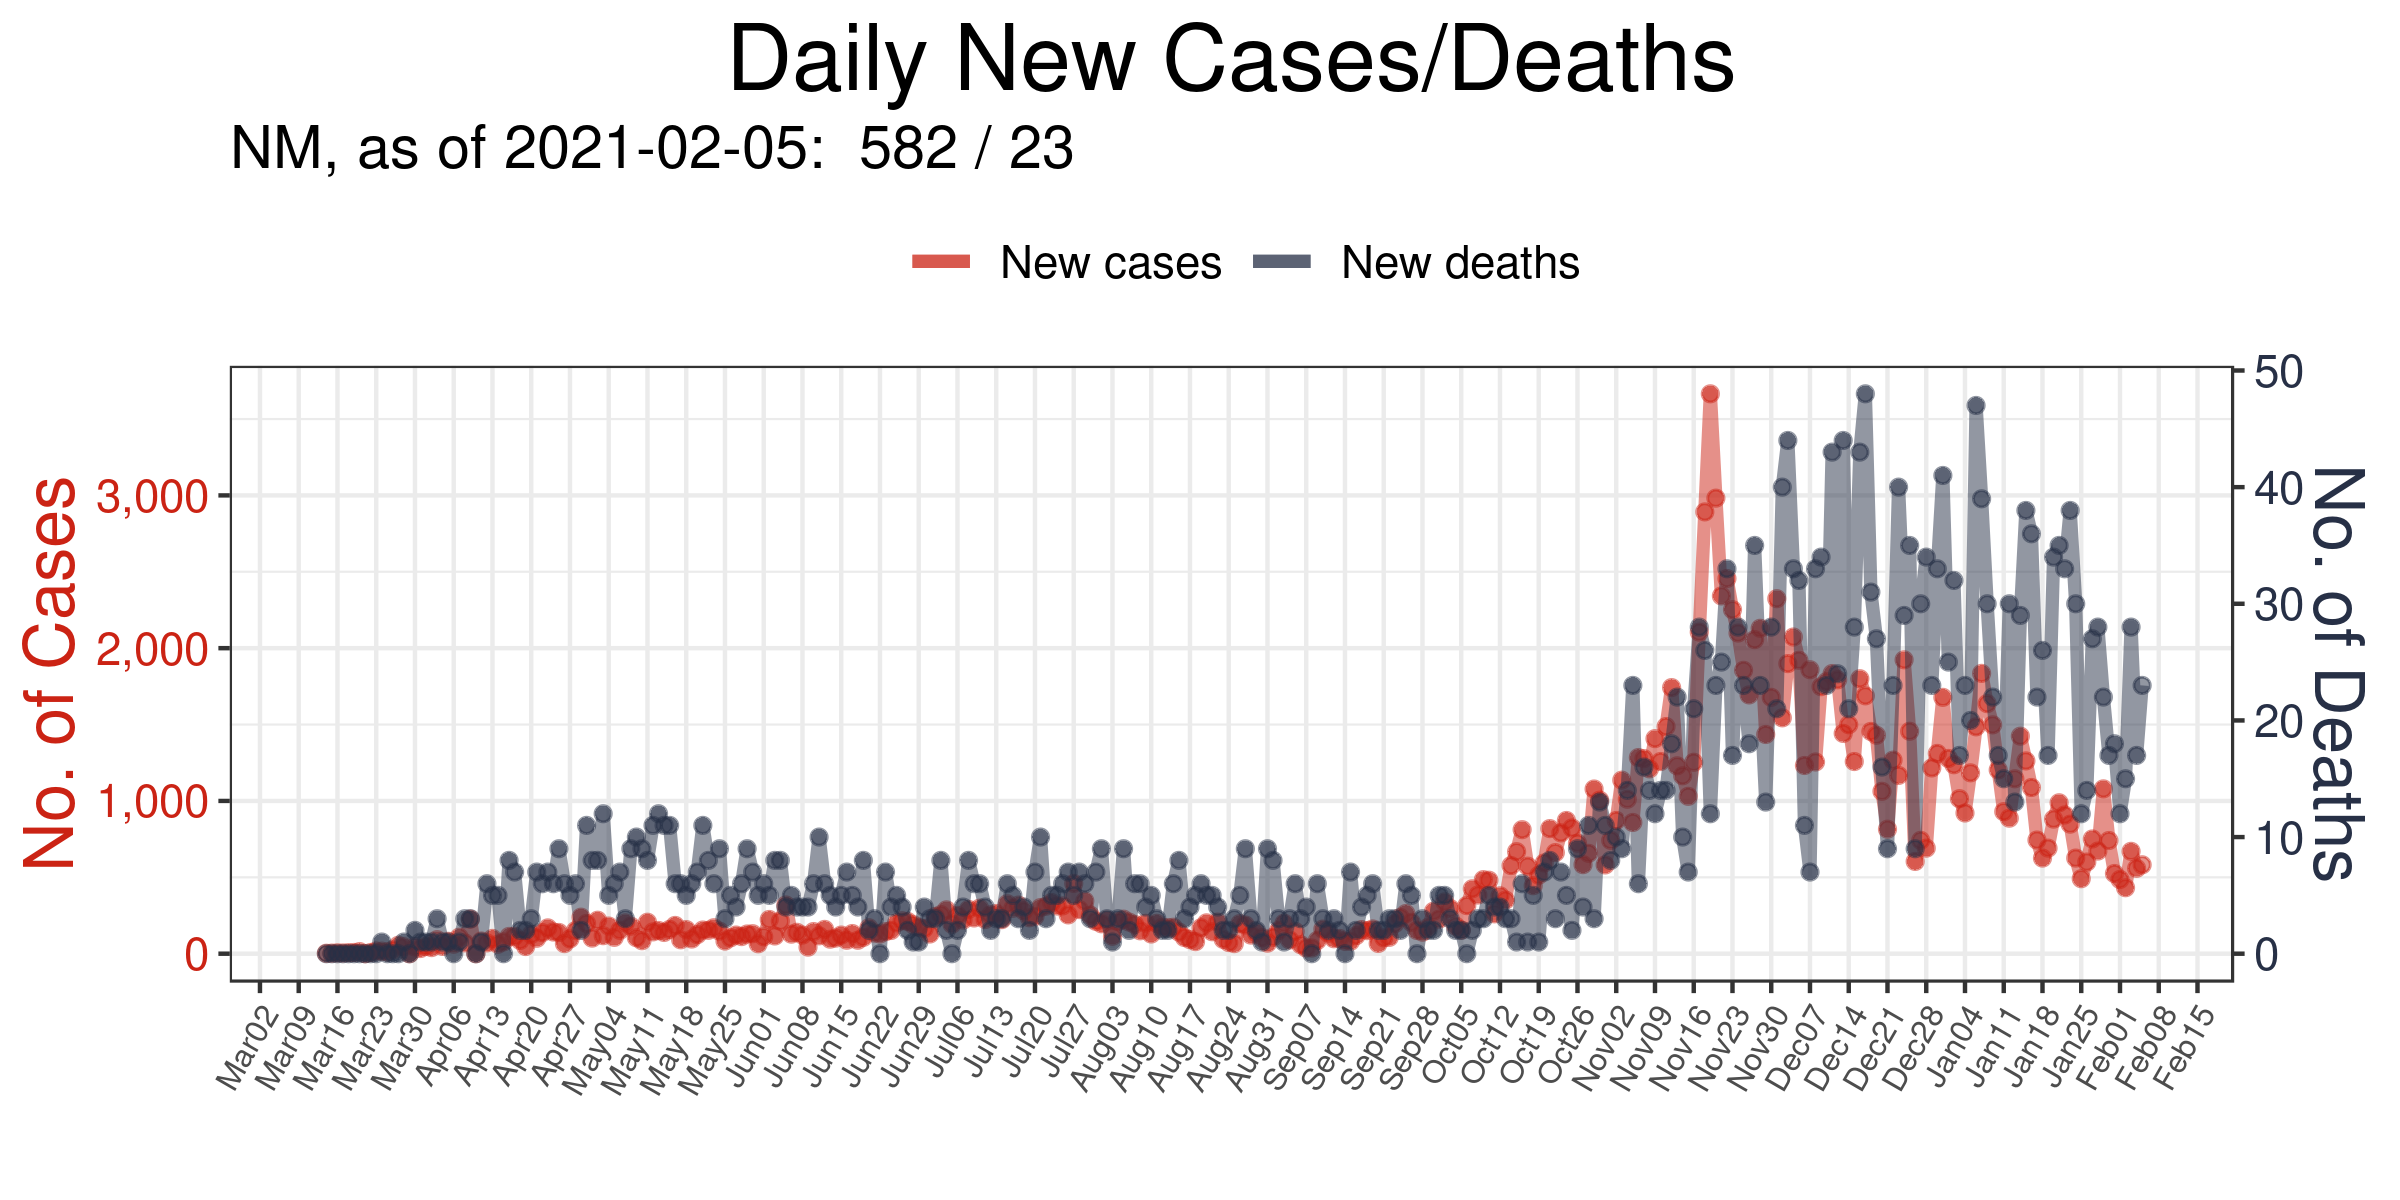 Daily New Cases/Deaths
NM, as of 2021-02-05:  582 / 23
New cases
New deaths
No. of Cases
3,000
2,000
1,000
0
50
40
30
20
10
0
No. of Deaths
Mar02
Mar09
Mar16
Mar23
Mar30
Apr06
Apr13
Apr20
Apr27
May04
May11
May18
May25
Jun01
Jun08
Jun15
Jun22
Jun29
Jul06
Jul13
Jul20
Jul27
Aug03
Aug10
Aug17
Aug24
Aug31
Sep07
Sep14
Sep21
Sep28
Oct05
Oct12
Oct19
Oct26
Nov02
Nov09
Nov16
Nov23
Nov30
Dec07
Dec14
Dec21
Dec28
Jan04
Jan11
Jan18
Jan25
Feb01
Feb08
Feb15